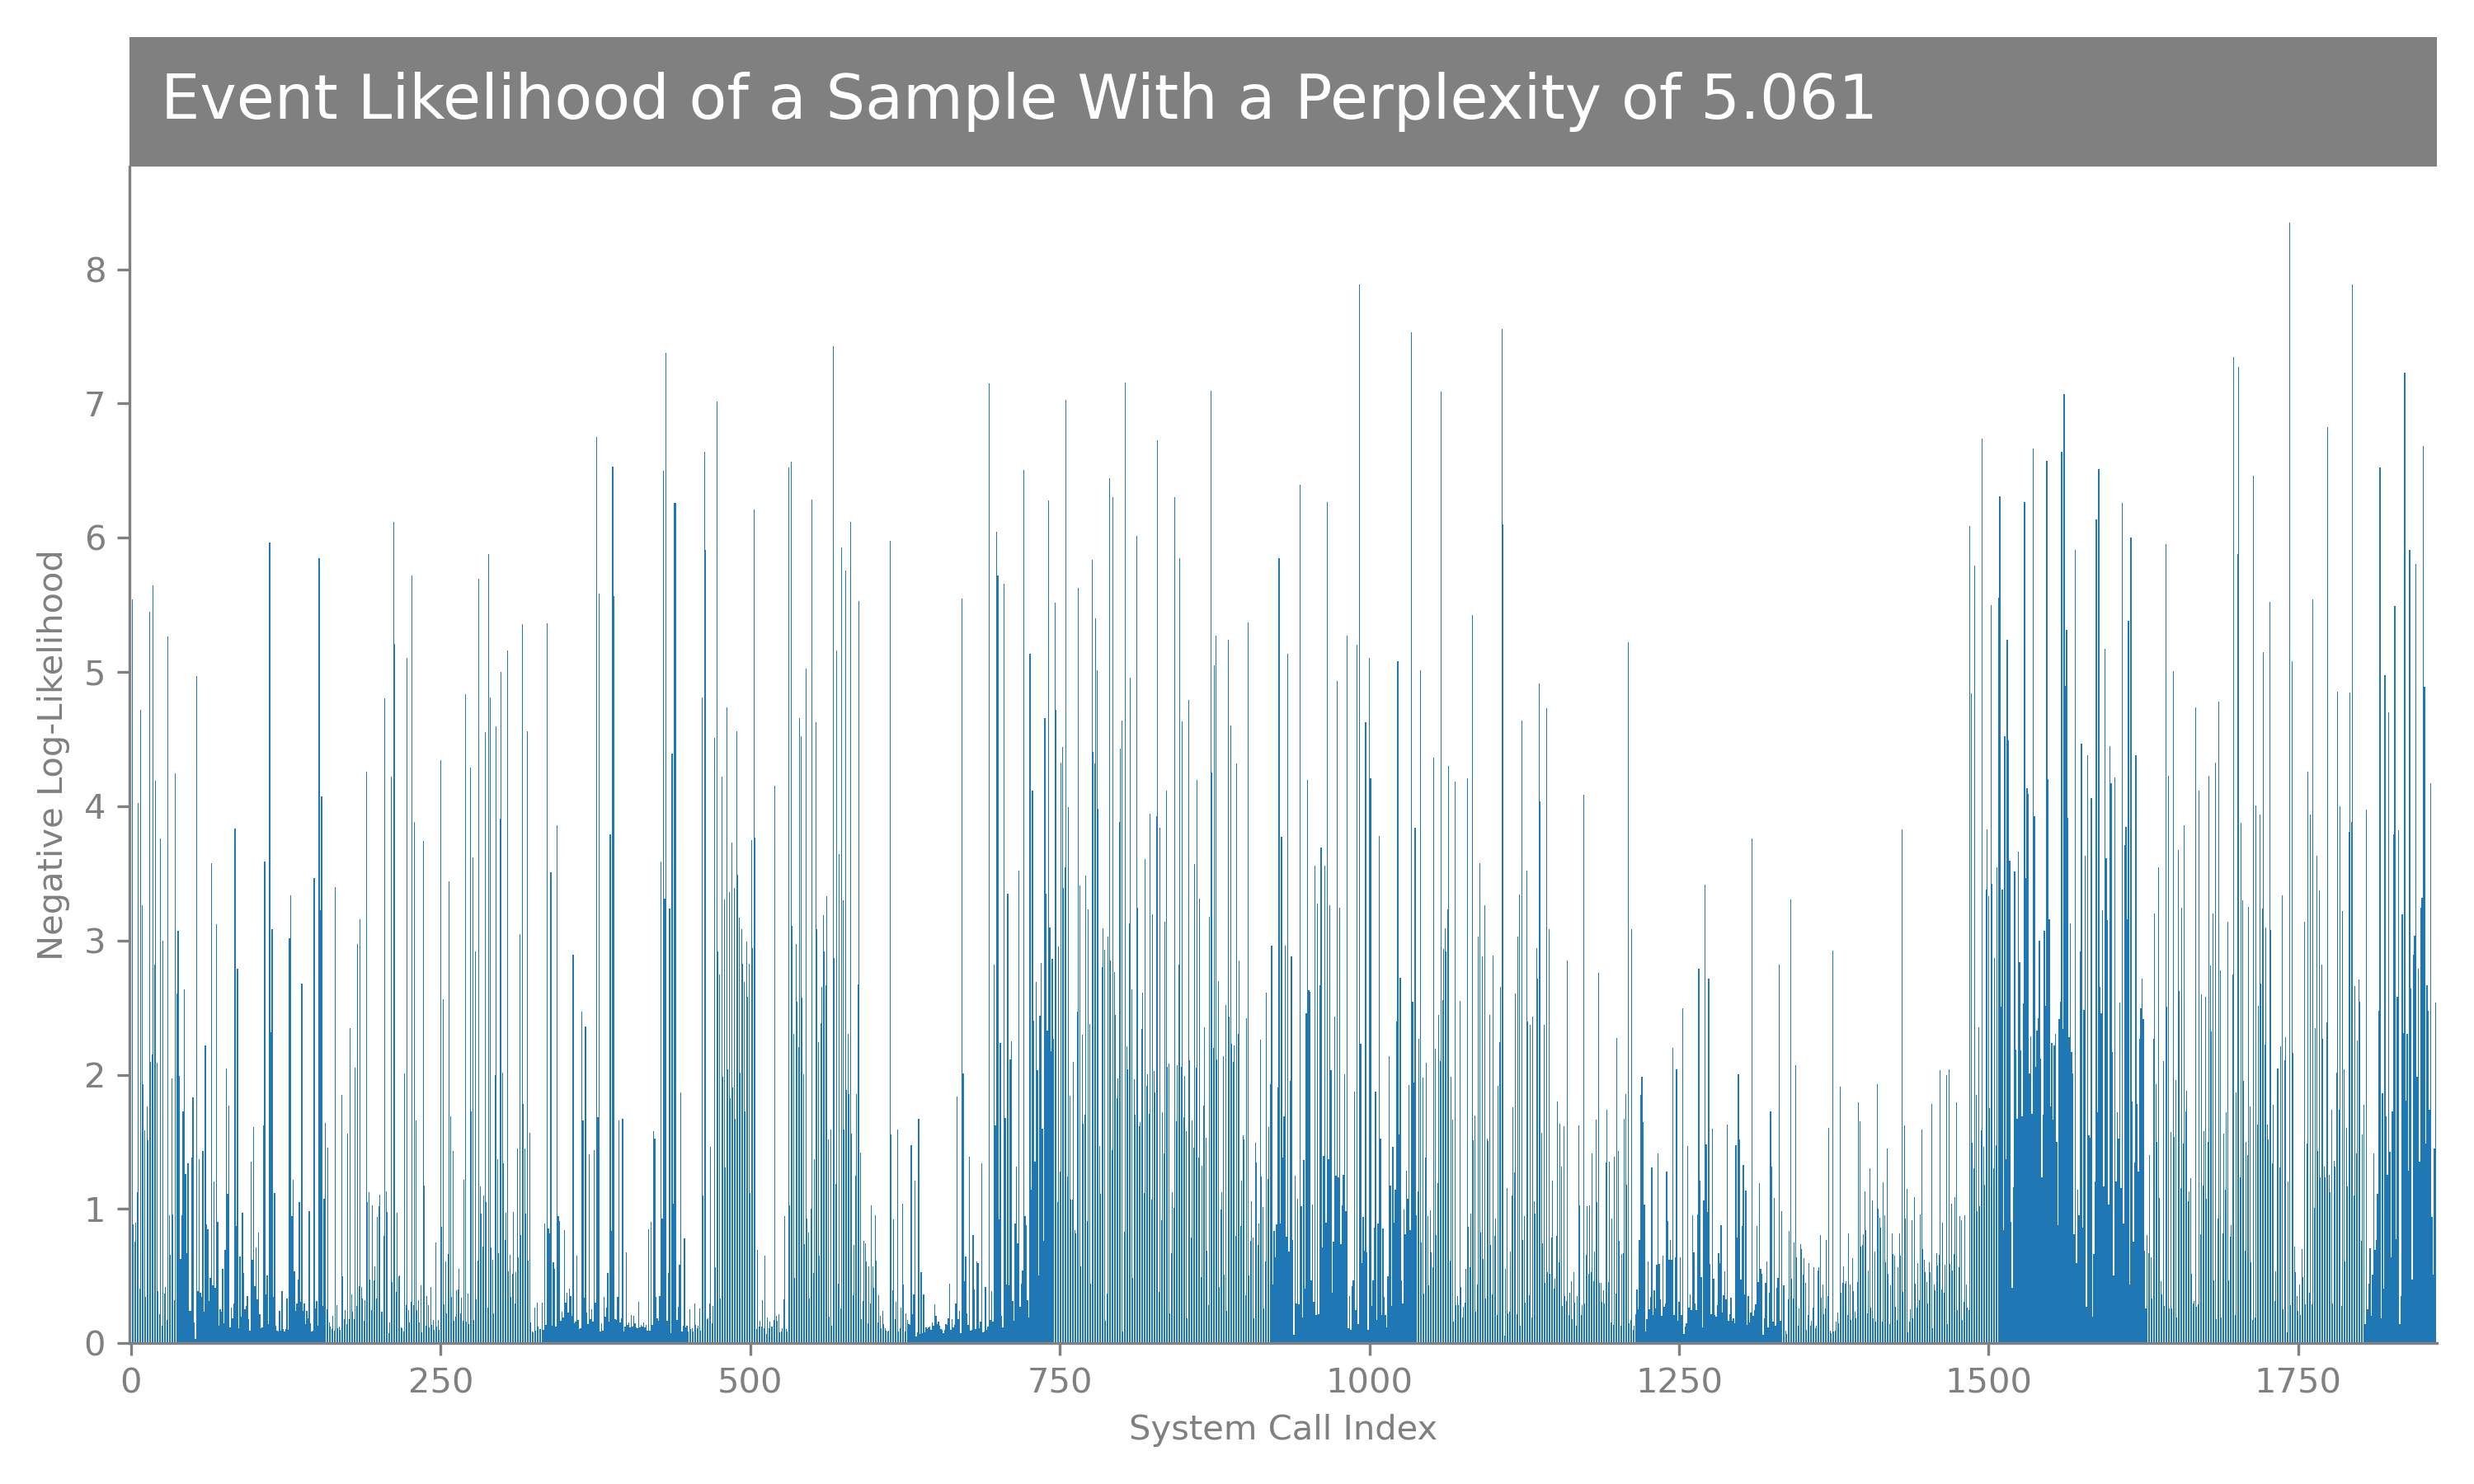 Event Likelihood of a Sample With a Perplexity of 5.061
8
7
6
5
4
3
2
1
0
Negative Log-Likelihood
0 250 500 750 1000 1250 1500 1750
System Call Index